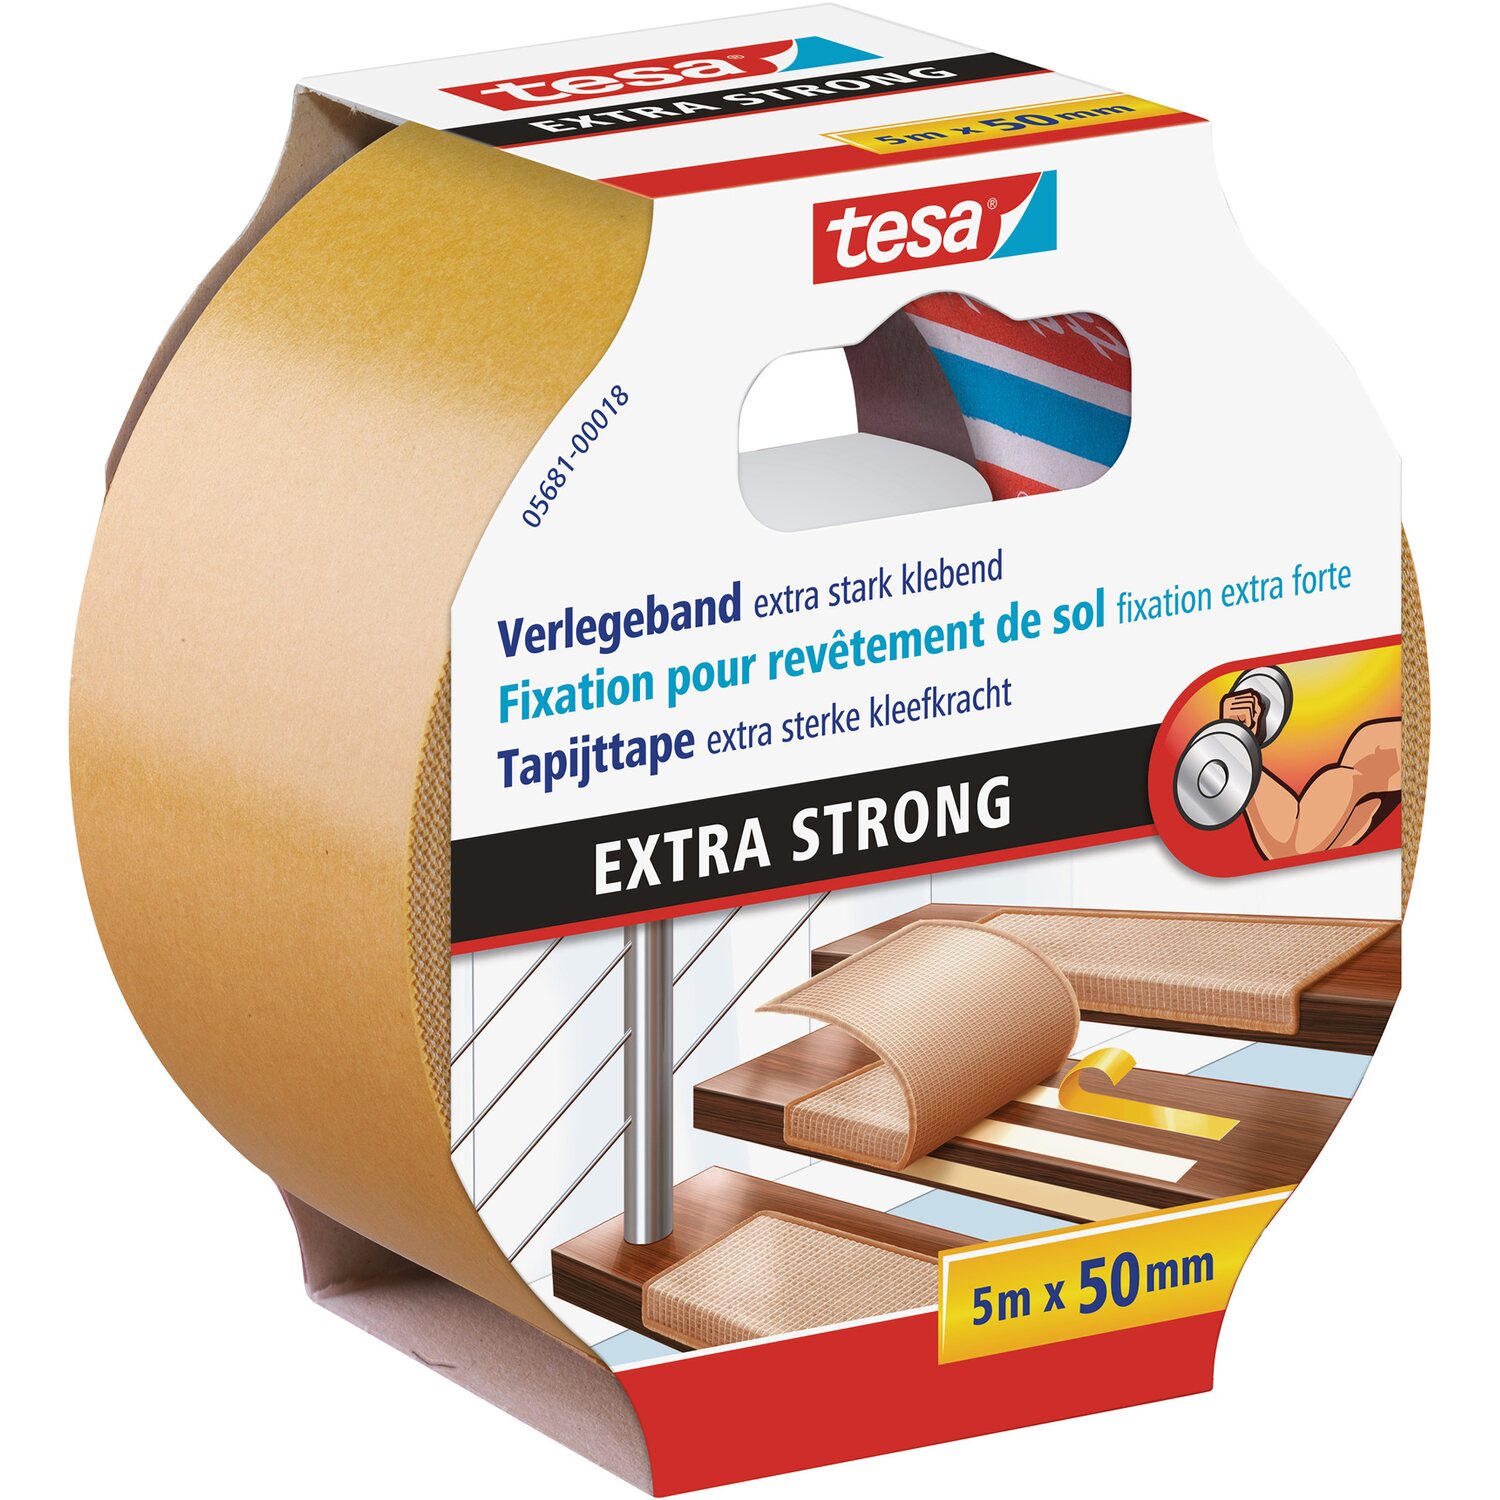 tesa®
EXTRA STRONG
5m x 50mm
tesa®
05681-00018
Verlegeband extra stark klebend
Fixation pour revêtement de sol fixation extra forte
Tapijttape extra sterke kleefkracht
EXTRA STRONG
5m x 50mm